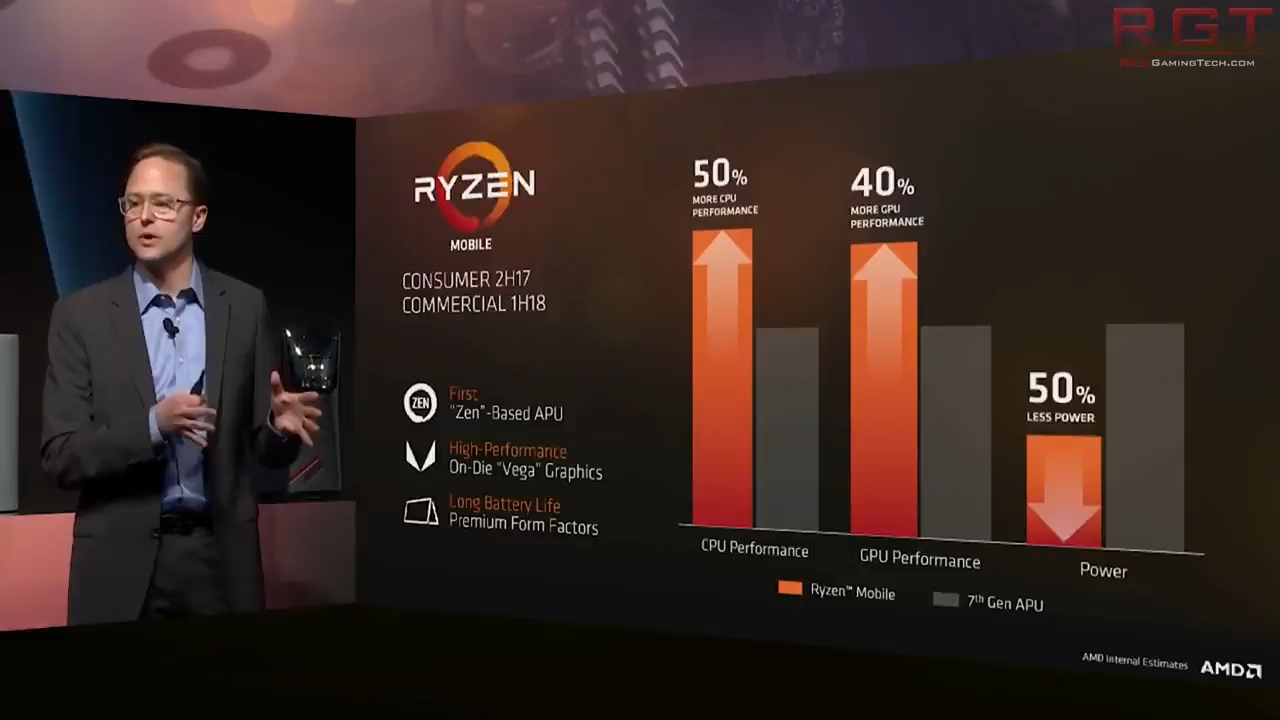 RGT
REDGAMINGTECH.COM
RYZEN
MOBILE
CONSUMER 2H17
COMMERCIAL 1H18
ZEN
First
"Zen"-Based APU
High-Performance
On-Die "Vega" Graphics
Long Battery Life
Premium Form Factors
50%
MORE CPU
PERFORMANCE
40%
MORE GPU
PERFORMANCE
50%
LESS POWER
CPU Performance
GPU Performance
Power
Ryzen™ Mobile
7th Gen APU
AMD Internal Estimates
AMD